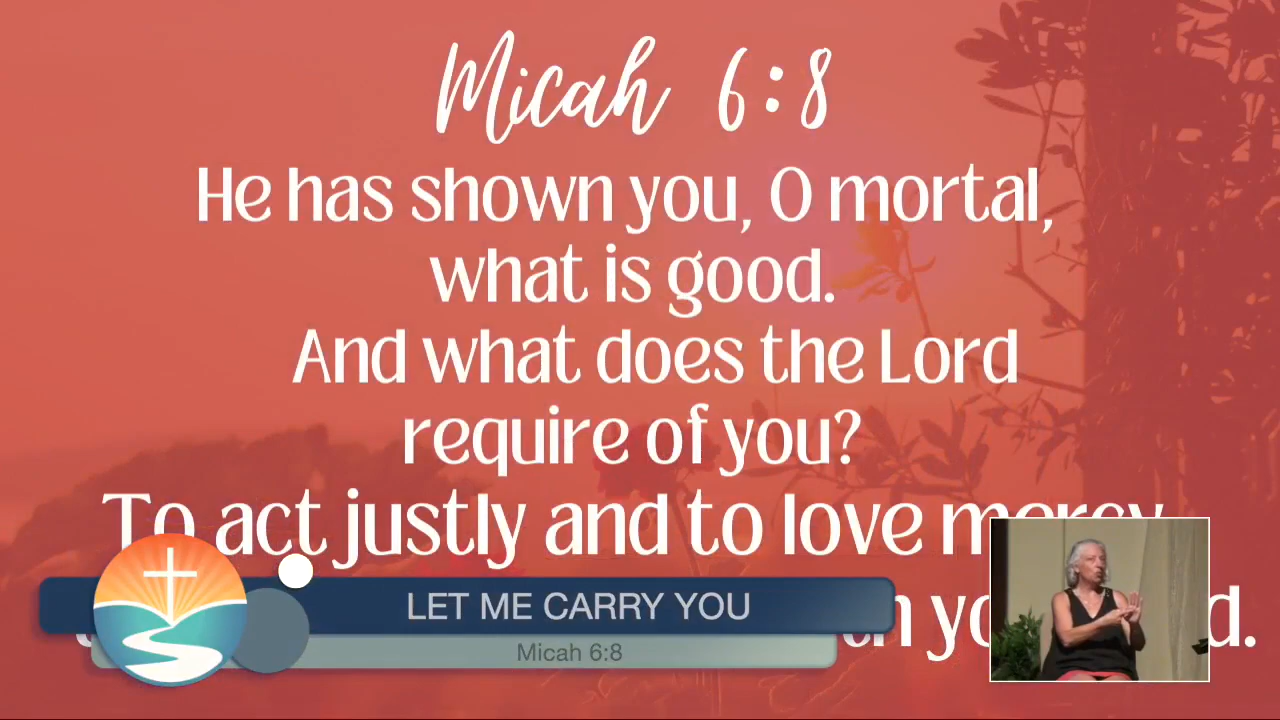 Micah 6:8
He has shown you, O mortal,
what is good.
And what does the Lord
require of you?
To act justly and to love mercy
LET ME CARRY YOU
Micah 6:8